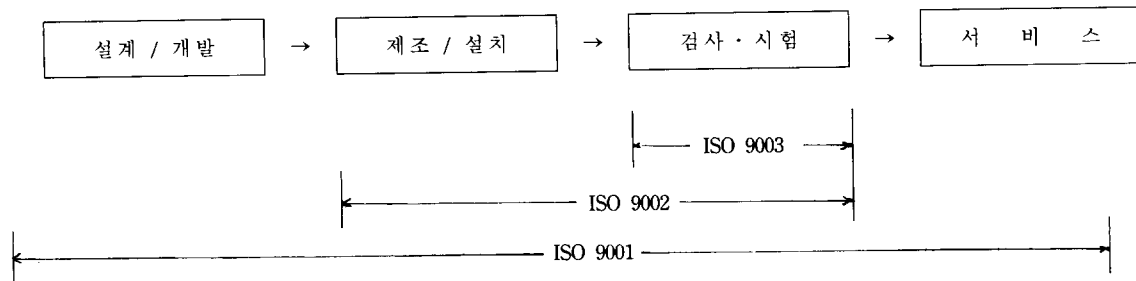 설계 / 개발 → 제조 / 설치 → 검사 · 시험 → 서 비 스
ISO 9003
ISO 9002
ISO 9001